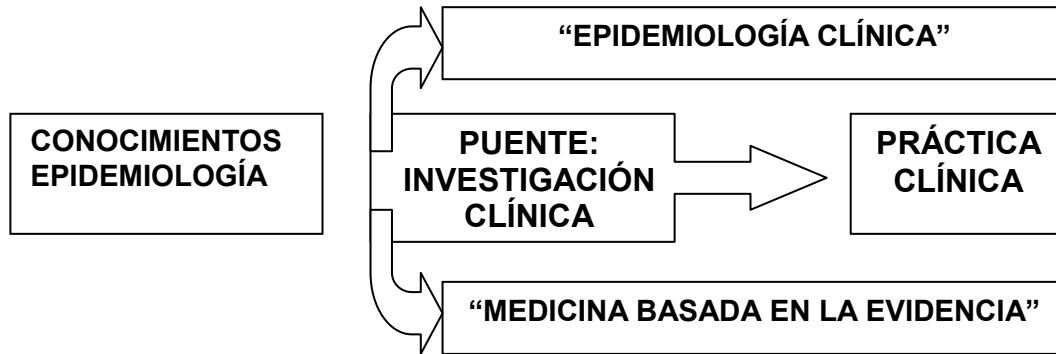 “EPIDEMIOLOGÍA CLÍNICA”
CONOCIMIENTOS
EPIDEMIOLOGÍA
PUENTE:
INVESTIGACIÓN
CLÍNICA
PRÁCTICA
CLÍNICA
“MEDICINA BASADA EN LA EVIDENCIA”